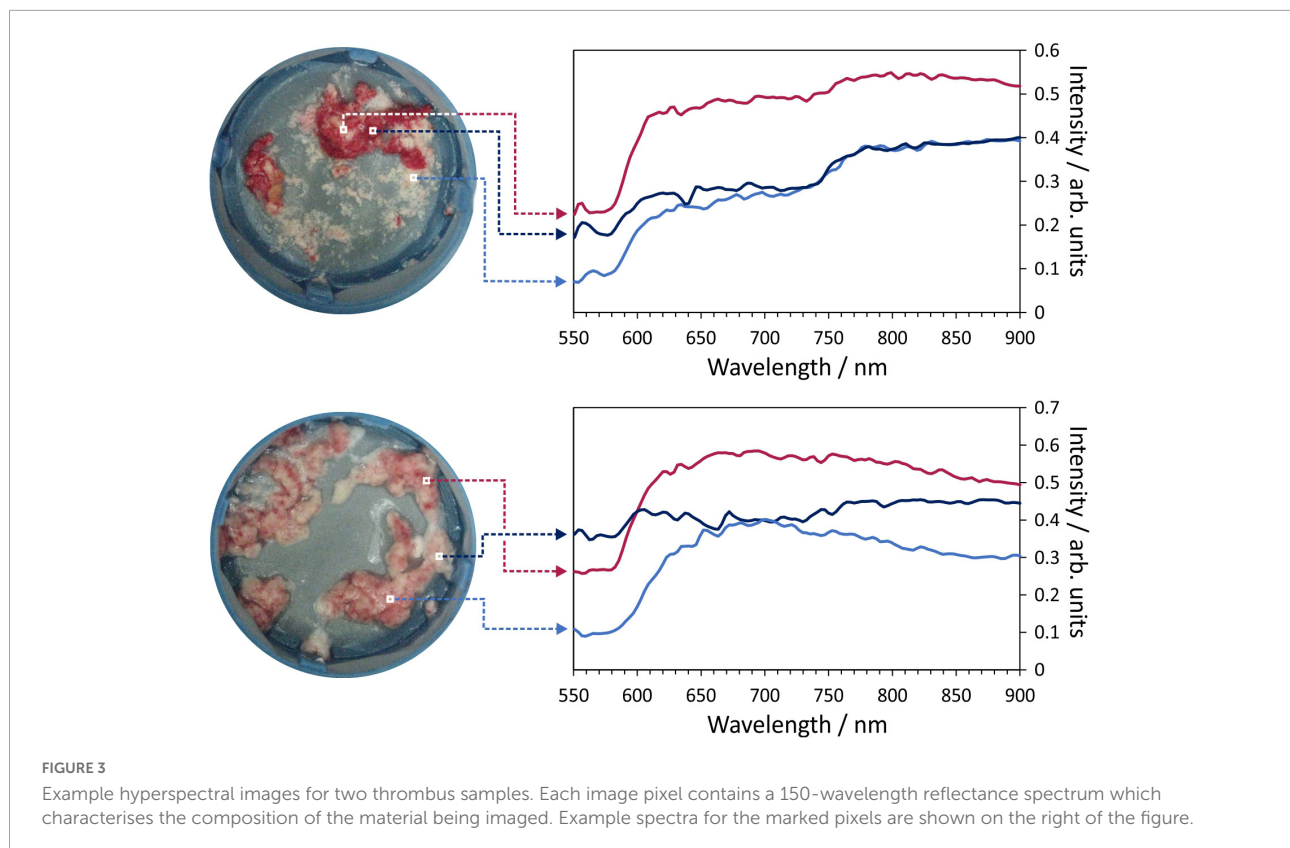 0.6
0.5
0.4
0.3
0.2
0.1
0
Intensity / arb. units
550 600 650 700 750 800 850 900
Wavelength / nm
0.7
0.6
0.5
0.4
0.3
0.2
0.1
0
Intensity / arb. units
550 600 650 700 750 800 850 900
Wavelength / nm
FIGURE 3
Example hyperspectral images for two thrombus samples. Each image pixel contains a 150-wavelength reflectance spectrum which
characterises the composition of the material being imaged. Example spectra for the marked pixels are shown on the right of the figure.